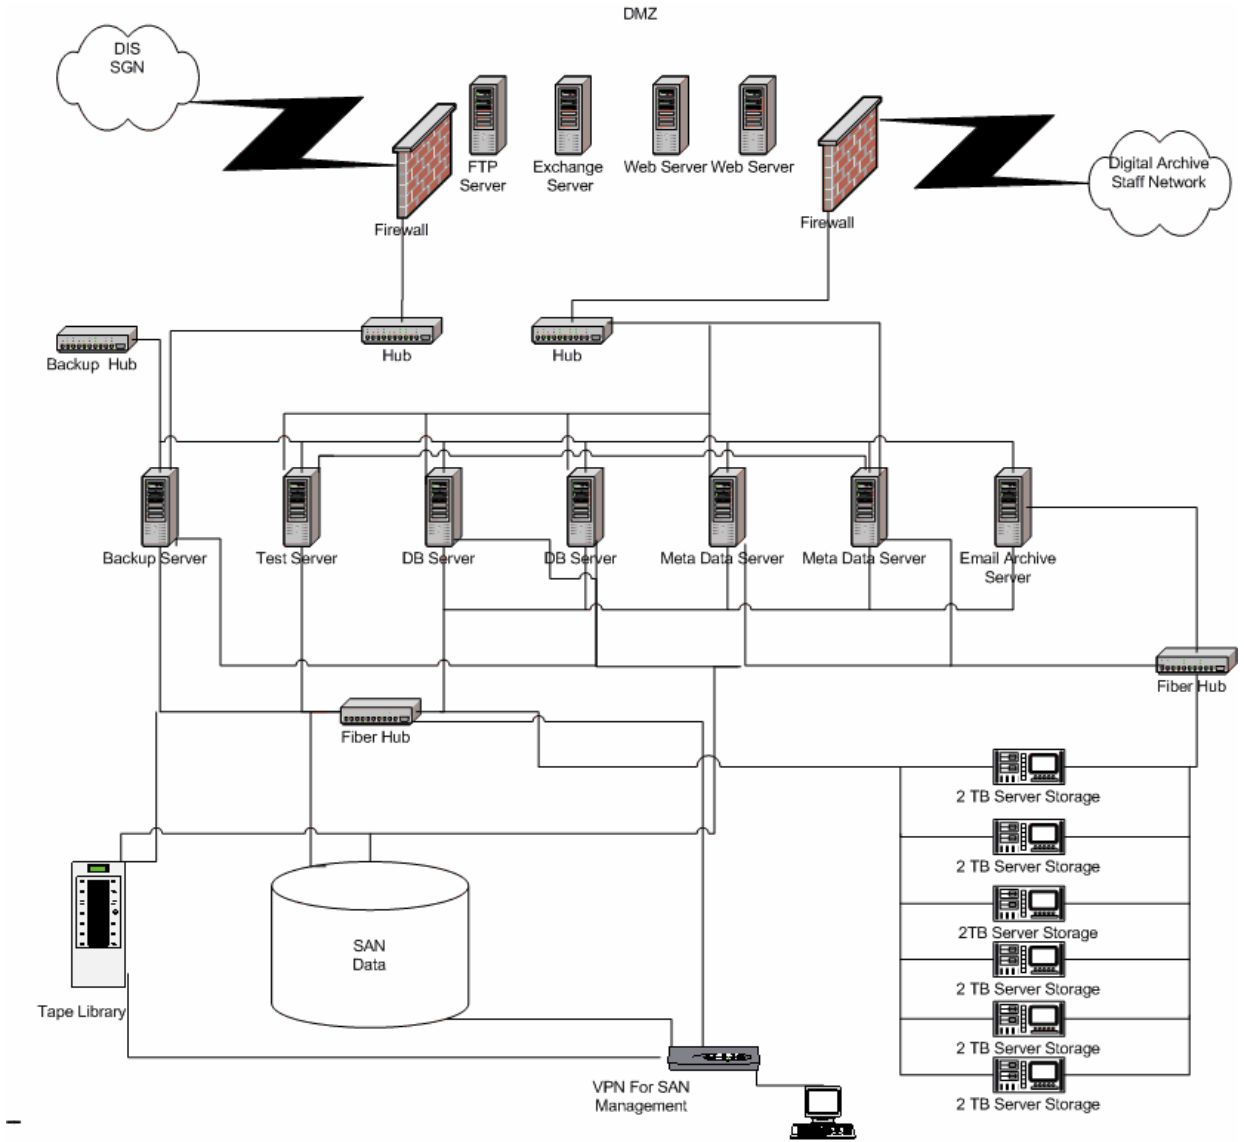 DMZ
DIS
SGN
FTP
Server
Exchange
Server
Web Server
Web Server
Digital Archive
Staff Network
Firewall
Firewall
Backup Hub
Hub
Hub
Backup Server
Test Server
DB Server
DB Server
Meta Data Server
Meta Data Server
Email Archive
Server
Fiber Hub
Fiber Hub
2 TB Server Storage
2 TB Server Storage
2TB Server Storage
2 TB Server Storage
2 TB Server Storage
2 TB Server Storage
SAN
Data
Tape Library
VPN For SAN
Management